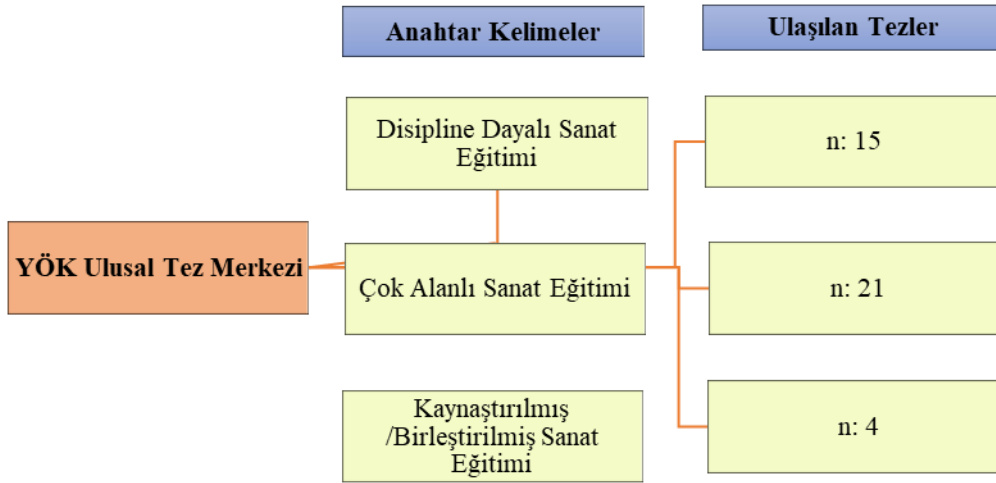 Anahtar Kelimeler
Ulaşılan Tezler
Disipline Dayalı Sanat
Eğitimi
n: 15
YÖK Ulusal Tez Merkezi
Çok Alanlı Sanat Eğitimi
n: 21
Kaynaştırılmış
/Birleştirilmiş Sanat
Eğitimi
n: 4